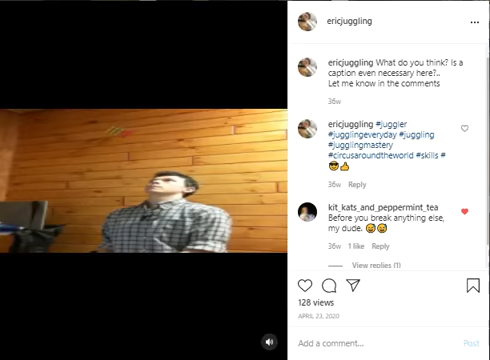 ericjuggling
ericjuggling What do you think? Is a
caption even necessary here?..
Let me know in the comments
36w
ericjuggling #juggler
#jugglingeveryday #juggling
#jugglingmastery
#circusaroundtheworld #skills #
😎👍
36w Reply
kit_kats_and_peppermint_tea
Before you break anything else,
my dude. 😅😅
36w 1 like Reply
View replies (1)
128 views
APRIL 23, 2020
Add a comment... Post